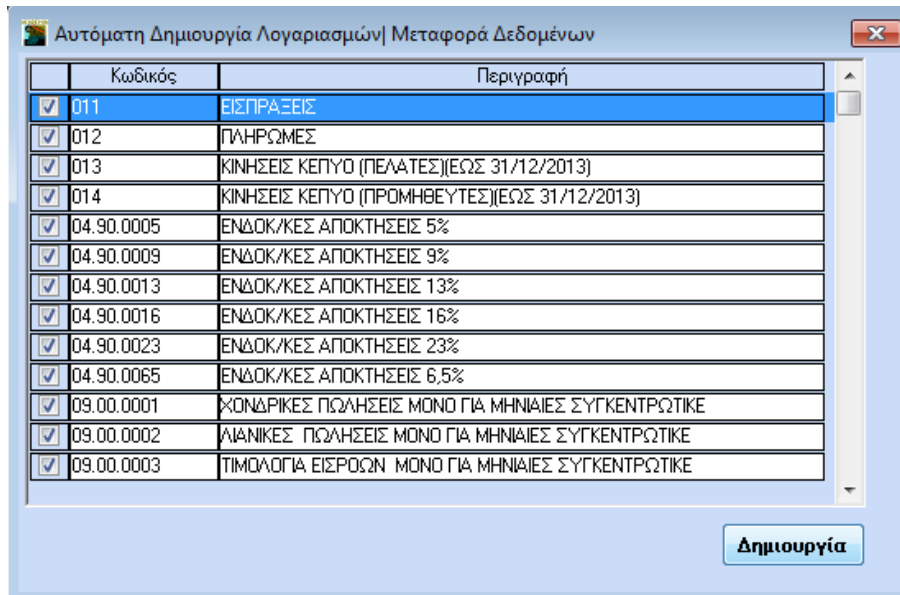 Αυτόματη Δημιουργία Λογαριασμών| Μεταφορά Δεδομένων
Κωδικός Περιγραφή
011 ΕΙΣΠΡΑΞΕΙΣ
012 ΠΛΗΡΩΜΕΣ
013 ΚΙΝΗΣΕΙΣ ΚΕΠΥΟ (ΠΕΛΑΤΕΣ)(ΕΩΣ 31/12/2013)
014 ΚΙΝΗΣΕΙΣ ΚΕΠΥΟ (ΠΡΟΜΗΘΕΥΤΕΣ)(ΕΩΣ 31/12/2013)
04.90.0005 ΕΝΔΟΚ/ΚΕΣ ΑΠΟΚΤΗΣΕΙΣ 5%
04.90.0009 ΕΝΔΟΚ/ΚΕΣ ΑΠΟΚΤΗΣΕΙΣ 9%
04.90.0013 ΕΝΔΟΚ/ΚΕΣ ΑΠΟΚΤΗΣΕΙΣ 13%
04.90.0016 ΕΝΔΟΚ/ΚΕΣ ΑΠΟΚΤΗΣΕΙΣ 16%
04.90.0023 ΕΝΔΟΚ/ΚΕΣ ΑΠΟΚΤΗΣΕΙΣ 23%
04.90.0065 ΕΝΔΟΚ/ΚΕΣ ΑΠΟΚΤΗΣΕΙΣ 6,5%
09.00.0001 ΧΟΝΔΡΙΚΕΣ ΠΩΛΗΣΕΙΣ ΜΟΝΟ ΓΙΑ ΜΗΝΙΑΙΕΣ ΣΥΓΚΕΝΤΡΩΤΙΚΕ
09.00.0002 ΛΙΑΝΙΚΕΣ ΠΩΛΗΣΕΙΣ ΜΟΝΟ ΓΙΑ ΜΗΝΙΑΙΕΣ ΣΥΓΚΕΝΤΡΩΤΙΚΕ
09.00.0003 ΤΙΜΟΛΟΓΙΑ ΕΙΣΡΟΩΝ ΜΟΝΟ ΓΙΑ ΜΗΝΙΑΙΕΣ ΣΥΓΚΕΝΤΡΩΤΙΚΕ
Δημιουργία